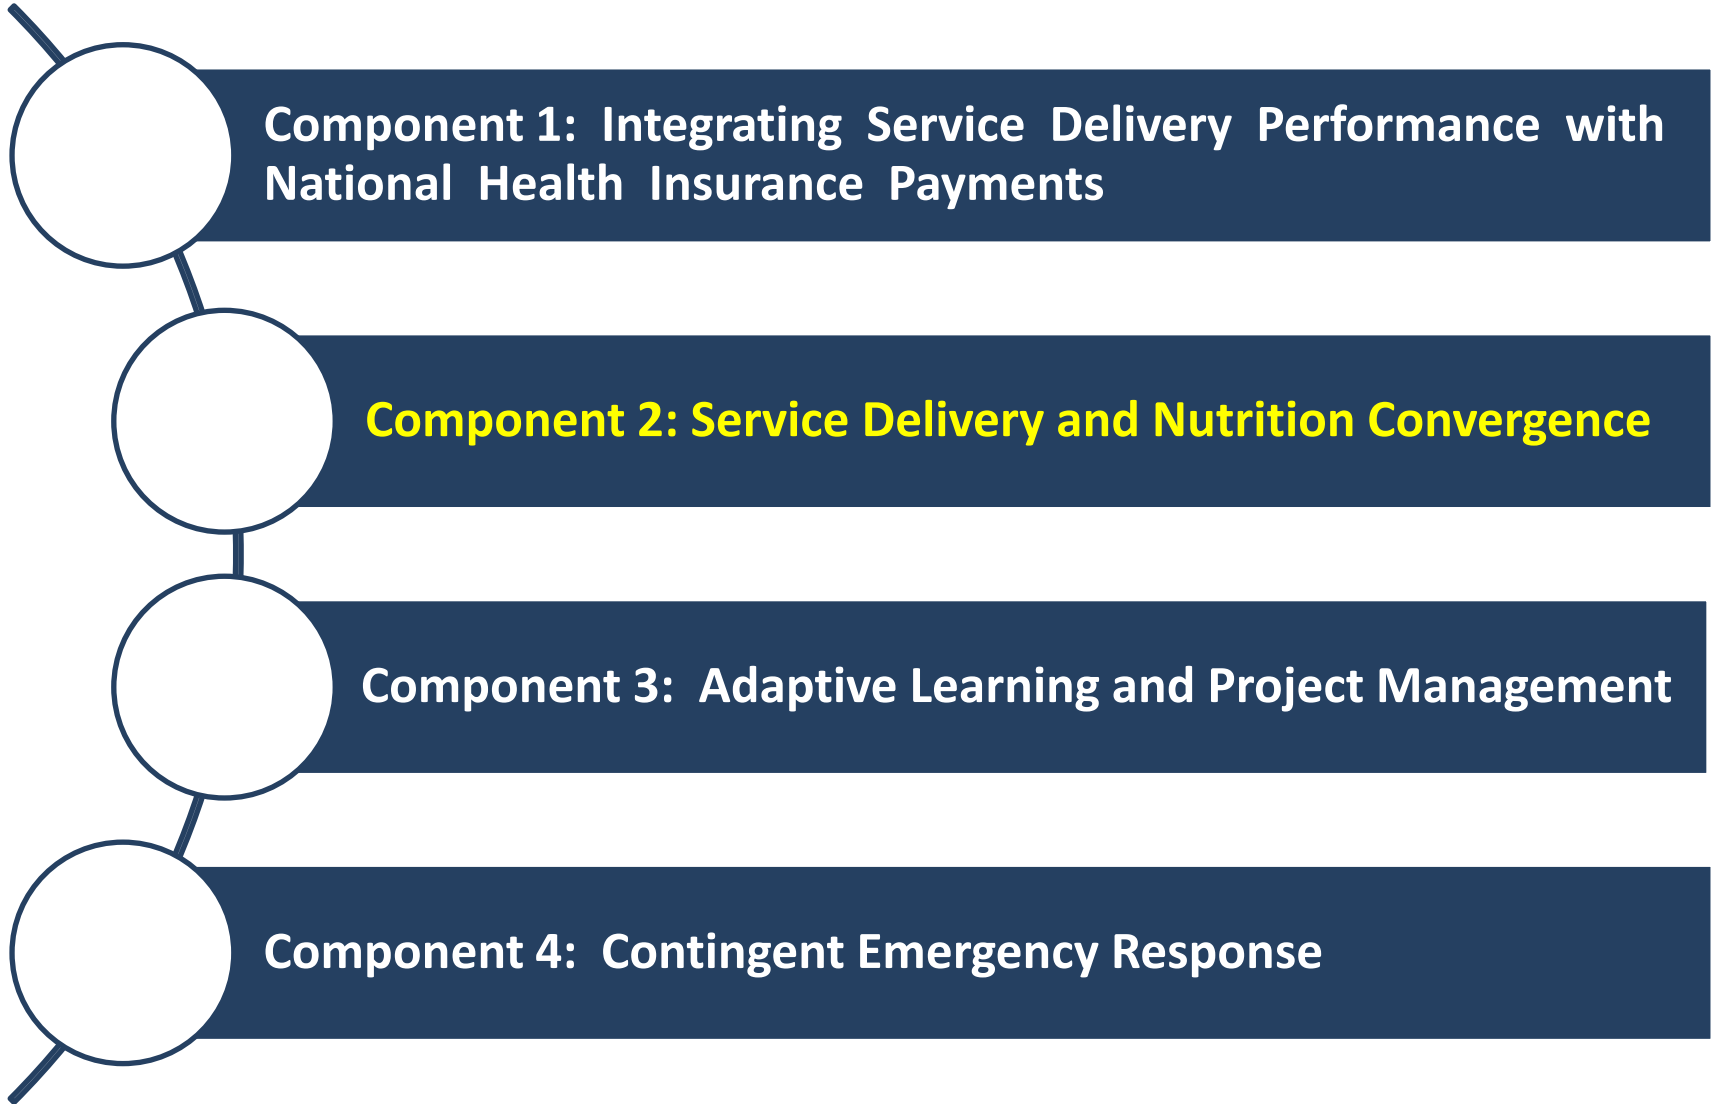 Component 1: Integrating Service Delivery Performance with
National Health Insurance Payments
Component 2: Service Delivery and Nutrition Convergence
Component 3: Adaptive Learning and Project Management
Component 4: Contingent Emergency Response